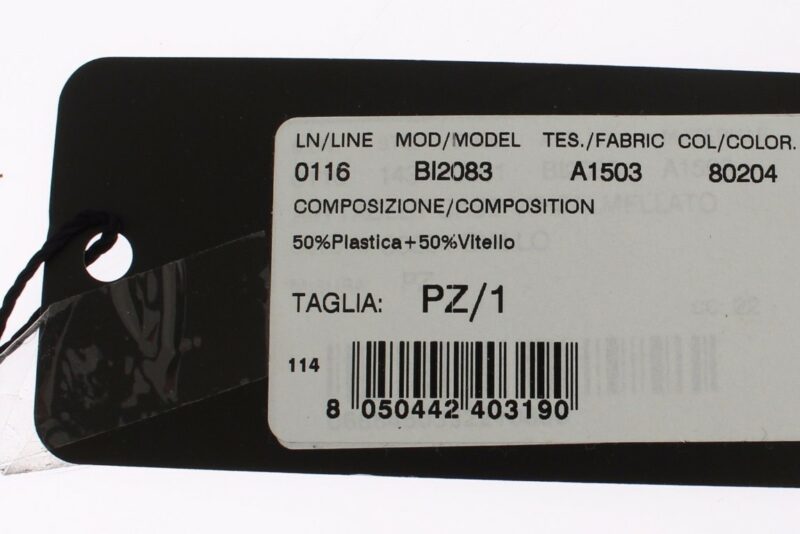 LN/LINE MOD/MODEL TES./FABRIC COL/COLOR.
0116 BI2083 A1503 80204
COMPOSIZIONE/COMPOSITION
50%Plastica+50%Vitello
TAGLIA: PZ/1
114
8 050442 403190